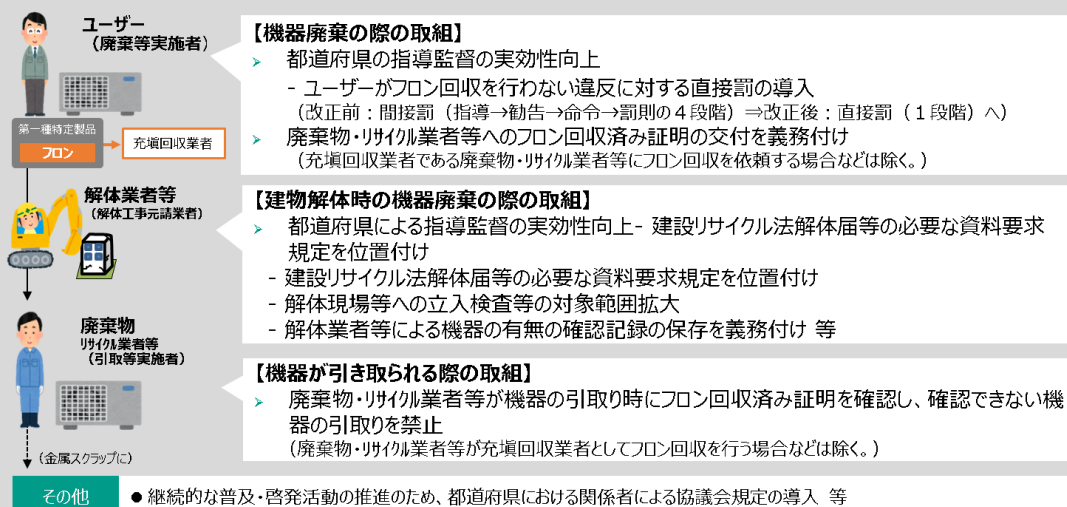 ユーザー
（廃棄等実施者）
第一種特定製品
フロン
充塡回収業者
【機器廃棄の際の取組】
➢ 都道府県の指導監督の実効性向上
- ユーザーがフロン回収を行わない違反に対する直接罰の導入
（改正前：間接罰（指導→勧告→命令→罰則の４段階）⇒改正後：直接罰（１段階）へ）
➢ 廃棄物・リサイクル業者等へのフロン回収済み証明の交付を義務付け
（充塡回収業者である廃棄物・リサイクル業者等にフロン回収を依頼する場合などは除く。）
解体業者等
（解体工事元請業者）
【建物解体時の機器廃棄の際の取組】
➢ 都道府県による指導監督の実効性向上- 建設リサイクル法解体届等の必要な資料要求
規定を位置付け
- 建設リサイクル法解体届等の必要な資料要求規定を位置付け
- 解体現場等への立入検査等の対象範囲拡大
- 解体業者等による機器の有無の確認記録の保存を義務付け 等
廃棄物
リサイクル業者等
（引取等実施者）
【機器が引き取られる際の取組】
➢ 廃棄物・リサイクル業者等が機器の引取り時にフロン回収済み証明を確認し、確認できない機
器の引取りを禁止
（廃棄物・リサイクル業者等が充塡回収業者としてフロン回収を行う場合などは除く。）
（金属スクラップに）
その他
● 継続的な普及・啓発活動の推進のため、都道府県における関係者による協議会規定の導入 等